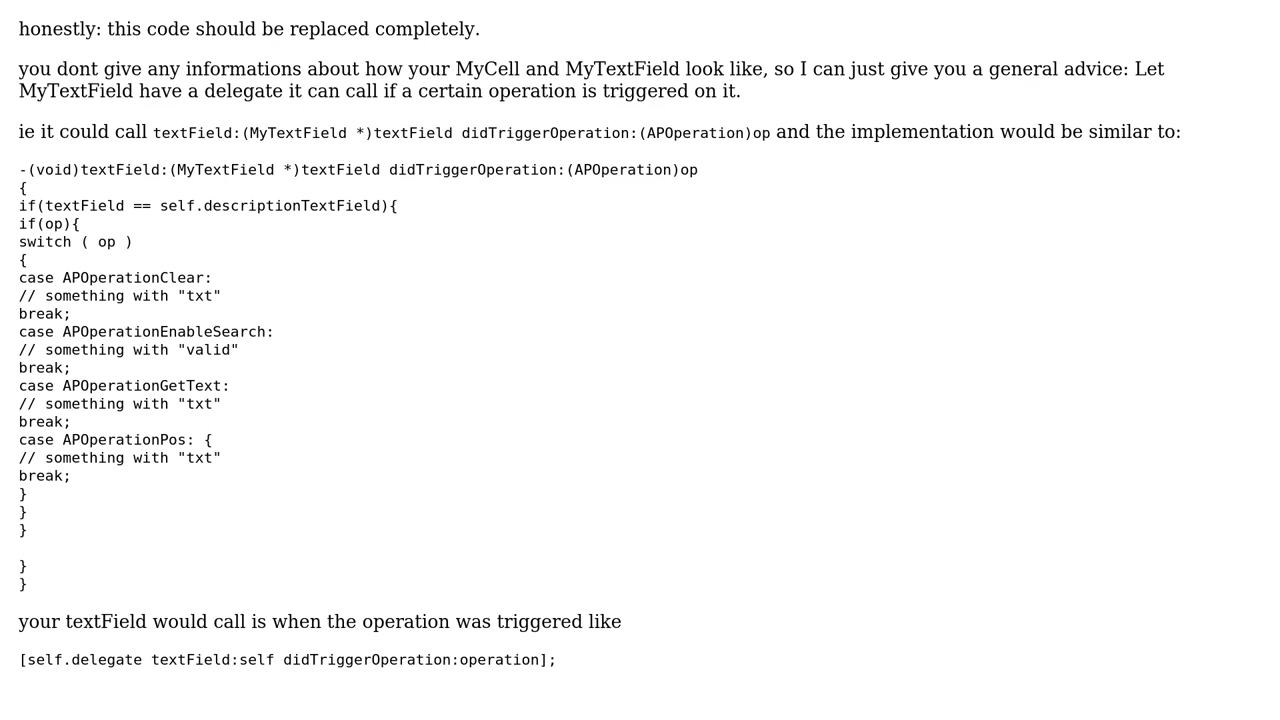 honestly: this code should be replaced completely.
you dont give any informations about how your MyCell and MyTextField look like, so I can just give you a general advice: Let
MyTextField have a delegate it can call if a certain operation is triggered on it.
ie it could call textField:(MyTextField *)textField didTriggerOperation:(APOperation)op and the implementation would be similar to:
-(void)textField:(MyTextField *)textField didTriggerOperation:(APOperation)op
{
if(textField == self.descriptionTextField){
if(op){
switch ( op )
{
case APOperationClear:
// something with "txt"
break;
case APOperationEnableSearch:
// something with "valid"
break;
case APOperationGetText:
// something with "txt"
break;
case APOperationPos: {
// something with "txt"
break;
}
}
}

}
}
your textField would call is when the operation was triggered like
[self.delegate textField:self didTriggerOperation:operation];